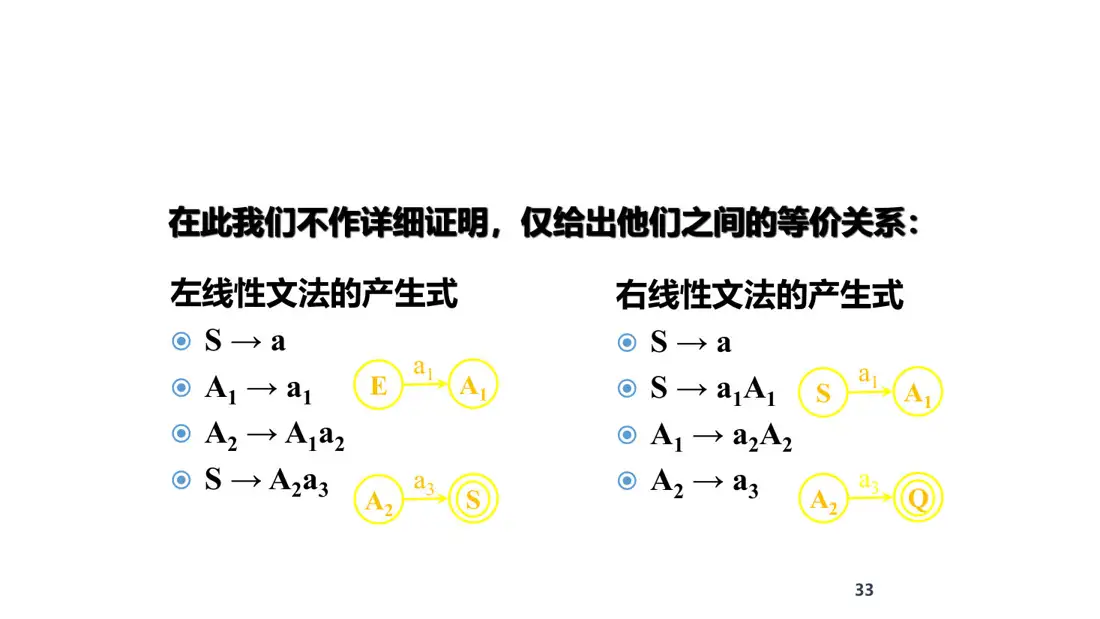 在此我们不作详细证明，仅给出他们之间的等价关系：
左线性文法的产生式
S → a
A₁ → a₁
A₂ → A₁a₂
S → A₂a₃
E a₁ A₁
A₂ a₃ S
右线性文法的产生式
S → a
S → a₁A₁
A₁ → a₂A₂
A₂ → a₃
S a₁ A₁
A₂ a₃ Q
33